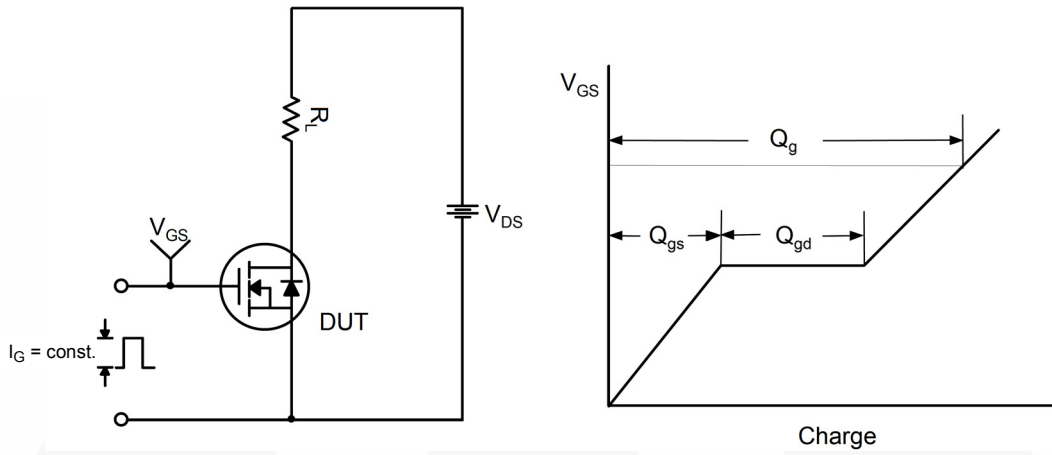 R_L
V_DS
V_GS
DUT
I_G = const.
V_GS
Q_g
Q_gs
Q_gd
Charge